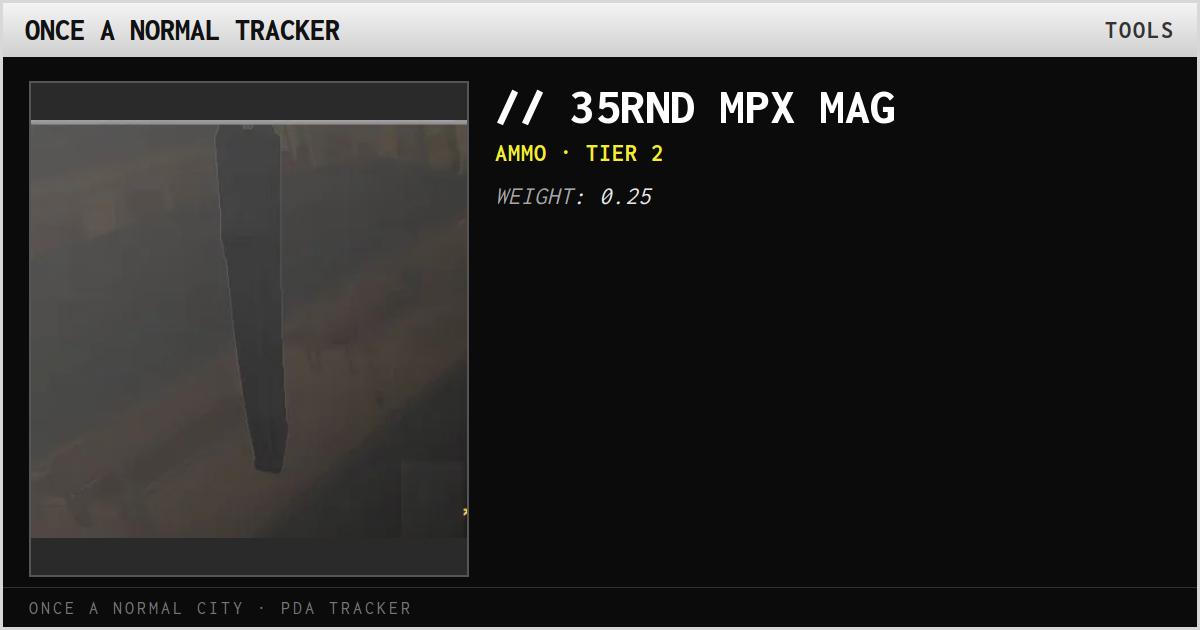 ONCE A NORMAL TRACKER
TOOLS
// 35RND MPX MAG
AMMO · TIER 2
WEIGHT: 0.25
ONCE A NORMAL CITY · PDA TRACKER